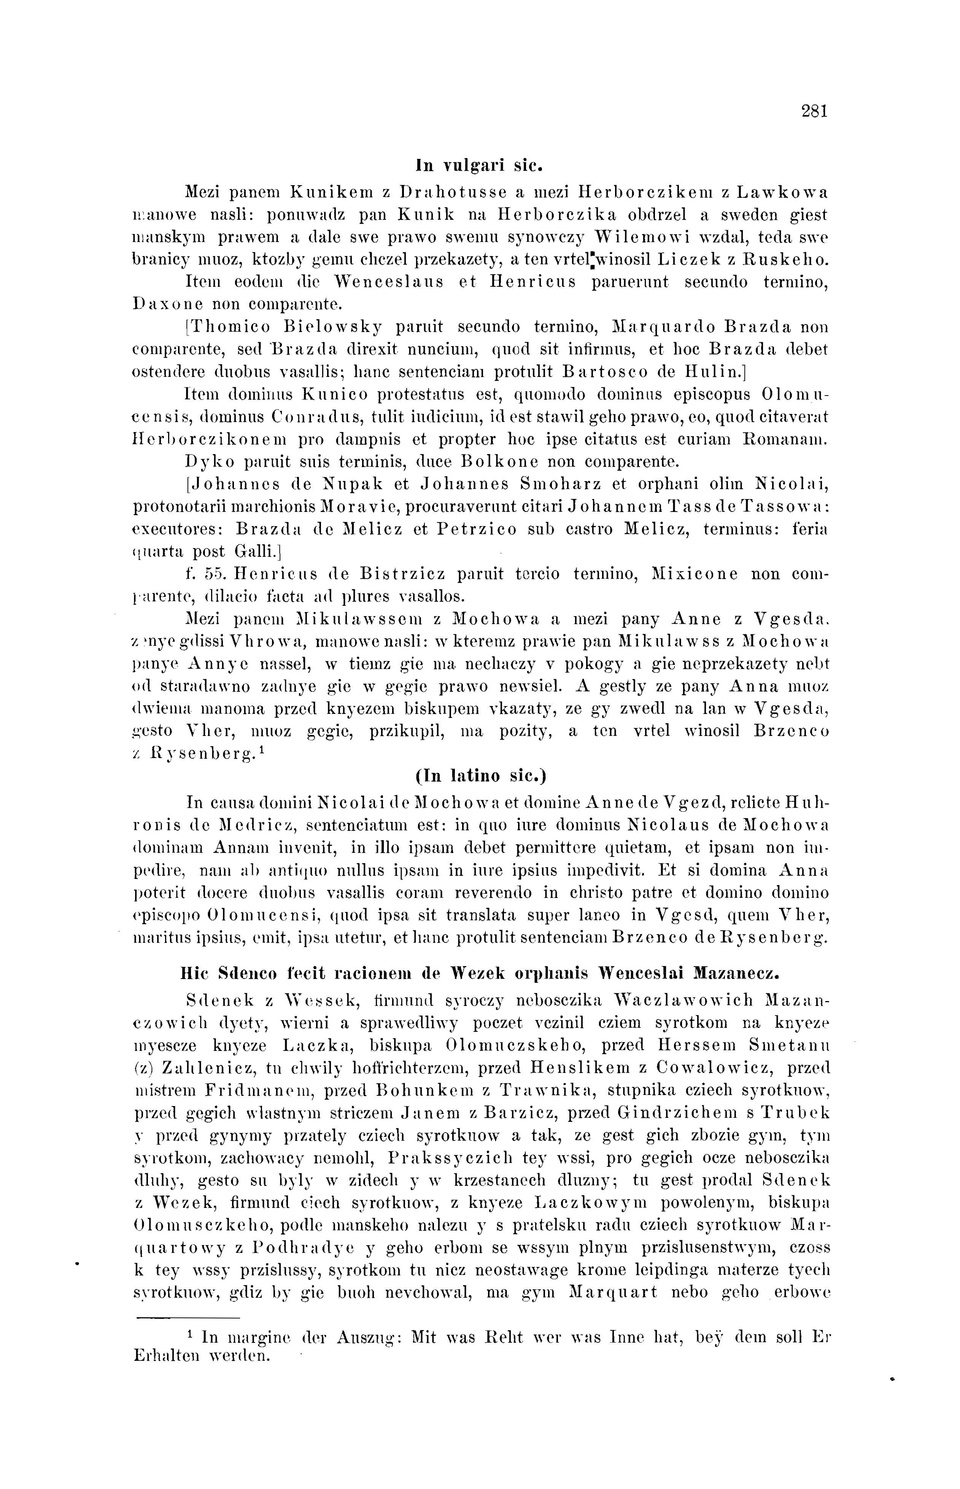 281
In vulgari sic.
Mezi panem Kunikem z Drahotusse a mezi Herborczikem z Lawkowa
manowe nasli: ponuwadz pan Kunik na Herborczika obdrzel a sweden giest
manskym prawem a dale swe prawo swemu synowczy Wilemowi wzdal, teda swe
branicy muoz, ktozby gemu chczel przekazety, a ten vrtel winosil Liczek z Ruskeho.
Item eodem die Wenceslaus et Henricus paruerunt secundo termino,
Daxone non comparente.
[Thomico Bielowsky paruit secundo termino, Marquardo Brazda non
comparente, sed Brazda direxit nuncium, quod sit infirmus, et hoc Brazda debet
ostendere duobus vasallis; hanc sentenciam protulit Bartosco de Hulin.]
Item dominus Kunico protestatus est, quomodo dominus episcopus Olomu-
censis, dominus Conradus, tulit iudicium, id est stawil geho prawo, eo, quod citaverat
Herborczikonem pro dampnis et propter hoc ipse citatus est curiam Romanam.
Dyko paruit suis terminis, duce Bolkone non comparente.
[Johannes de Nupak et Johannes Smoharz et orphani olim Nicolai,
protonotarii marchionis Moravie, procuraverunt citari Johannem Tass de Tassowa:
executores: Brazda de Melicz et Petrzico sub castro Melicz, terminus: feria
quarta post Galli.]
f. 55. Henricus de Bistrzicz paruit tercio termino, Mixicone non com-
parente, dilacio facta ad plures vasallos.
Mezi panem Mikulawssem z Mochowa a mezi pany Anne z Vgesda,
z nye gdissi Vhrowa, manowe nasli: w kteremz prawie pan Mikulawss z Mochowa
panye Annye nassel, w tiemz gie ma nechaczy v pokogy a gie neprzekazety nebt
od staradawno zadnye gie w gegie prawo newsiel. A gestly ze pany Anna muoz
dwiema manoma przed knyezem biskupem vkazaty, ze gy zwedl na lan w Vgesda,
gesto Vher, muoz gegie, przikupil, ma pozity, a ten vrtel winosil Brzenco
z Rysenberg.¹
(In latino sic.)
In causa domini Nicolai de Mochowa et domine Anne de Vgezd, relicte Huh-
ronis de Medricz, sentenciatum est: in quo iure dominus Nicolaus de Mochowa
dominam Annam invenit, in illo ipsam debet permittere quietam, et ipsam non im-
pedire, nam ab antiquo nullus ipsam in iure ipsius impedivit. Et si domina Anna
poterit docere duobus vasallis coram reverendo in christo patre et domino domino
episcopo Olomucensi, quod ipsa sit translata super laneo in Vgesd, quem Vher,
maritus ipsius, emit, ipsa utetur, et hanc protulit sentenciam Brzenco de Rysenberg.
Hic Sdenco fecit racionem de Wezek orphanis Wenceslai Mazanecz.
Sdenek z Wessek, firmund syroczy nebosczika Waczlawowich Mazan-
czowich dyety, wierni a sprawedliwy poczet vczinil cziem syrotkom na knyeze
myescze knyeze Laczka, biskupa Olomuczskeho, przed Herssem Smetanu
(z) Zahlenicz, tu chwily hoffrichterzem, przed Henslikem z Cowalowicz, przed
mistrem Fridmanem, przed Bohunkem z Trawnika, stupnika cziech syrotkuow,
przed gegich wlastnym striczem Janem z Barzicz, przed Gindrzichem s Trubek
y przed gynymy przately cziech syrotkuow a tak, ze gest gich zbozie gym, tym
syrotkom, zachowacy nemohl, Prakssyczich tey wssi, pro gegich ocze nebosczika
dluhy, gesto su byly w zidech y w krzestanech dluzny; tu gest prodal Sdenek
z Wezek, firmund ciech syrotkuow, z knyeze Laczkowym powolenym, biskupa
Olomusczkeho, podle manskeho nalezu y s pratelsku radu cziech syrotkuow Mar-
quartowy z Podhradye y geho erbom se wssym plnym przislusenstwym, czoss
k tey wssy przislussy, syrotkom tu nicz neostawage krome leipdinga materze tyech
syrotkuow, gdiz by gie buoh nevchowal, ma gym Marquart nebo geho erbowe
¹ In margine der Auszug: Mit was Reht wer was Inne hat, beÿ dem soll Er
Erhalten werden.